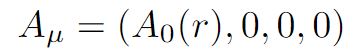 A_μ = (A_0(r), 0, 0, 0)